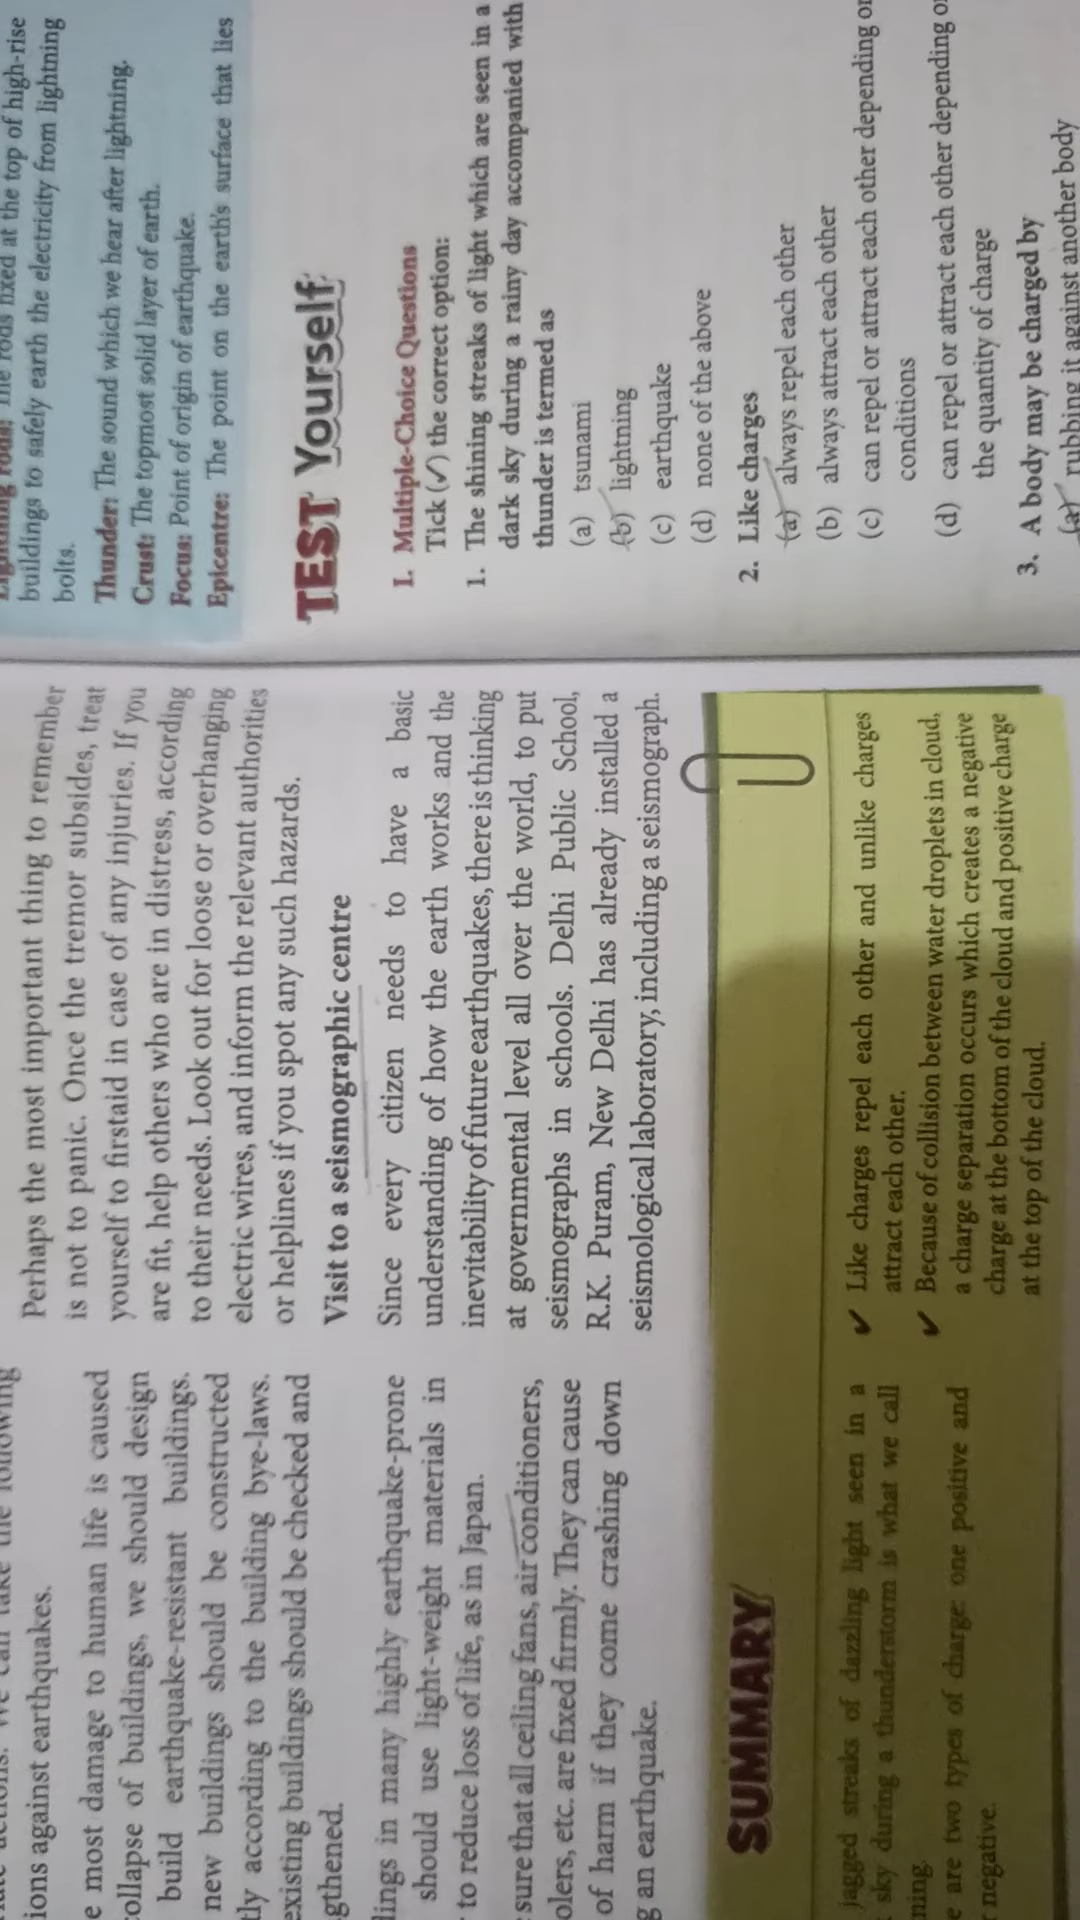 ions against earthquakes.
most damage to human life is caused
collapse of buildings, we should design
build earthquake-resistant buildings.
new buildings should be constructed
according to the building bye-laws.
existing buildings should be checked and
gthened.
lings in many highly earthquake-prone
should use light-weight materials in
to reduce loss of life, as in Japan.
sure that all ceiling fans, air conditioners,
olers, etc. are fixed firmly. They can cause
of harm if they come crashing down
g an earthquake.
Perhaps the most important thing to remember
is not to panic. Once the tremor subsides, treat
yourself to firstaid in case of any injuries. If you
are fit, help others who are in distress, according
to their needs. Look out for loose or overhanging
electric wires, and inform the relevant authorities
or helplines if you spot any such hazards.
Visit to a seismographic centre
Since every citizen needs to have a basic
understanding of how the earth works and the
inevitability of future earthquakes, there is thinking
at governmental level all over the world, to put
seismographs in schools. Delhi Public School,
R.K. Puram, New Delhi has already installed a
seismological laboratory, including a seismograph.
SUMMARY
jagged streaks of dazzling light seen in a
sky during a thunderstorm is what we call
ning.
are two types of charge: one positive and
negative.
✓ Like charges repel each other and unlike charges
attract each other.
✓ Because of collision between water droplets in cloud,
a charge separation occurs which creates a negative
charge at the bottom of the cloud and positive charge
at the top of the cloud.
rods fixed at the top of high-rise
buildings to safely earth the electricity from lightning
bolts.
Thunder: The sound which we hear after lightning.
Crust: The topmost solid layer of earth.
Focus: Point of origin of earthquake.
Epicentre: The point on the earth's surface that lies
TEST Yourself
I. Multiple-Choice Questions
Tick (✓) the correct option:
1. The shining streaks of light which are seen in a
dark sky during a rainy day accompanied with
thunder is termed as
(a) tsunami
(b) lightning
(c) earthquake
(d) none of the above
2. Like charges
(a) always repel each other
(b) always attract each other
(c) can repel or attract each other depending on
conditions
(d) can repel or attract each other depending on
the quantity of charge
3. A body may be charged by
(a) rubbing it against another body